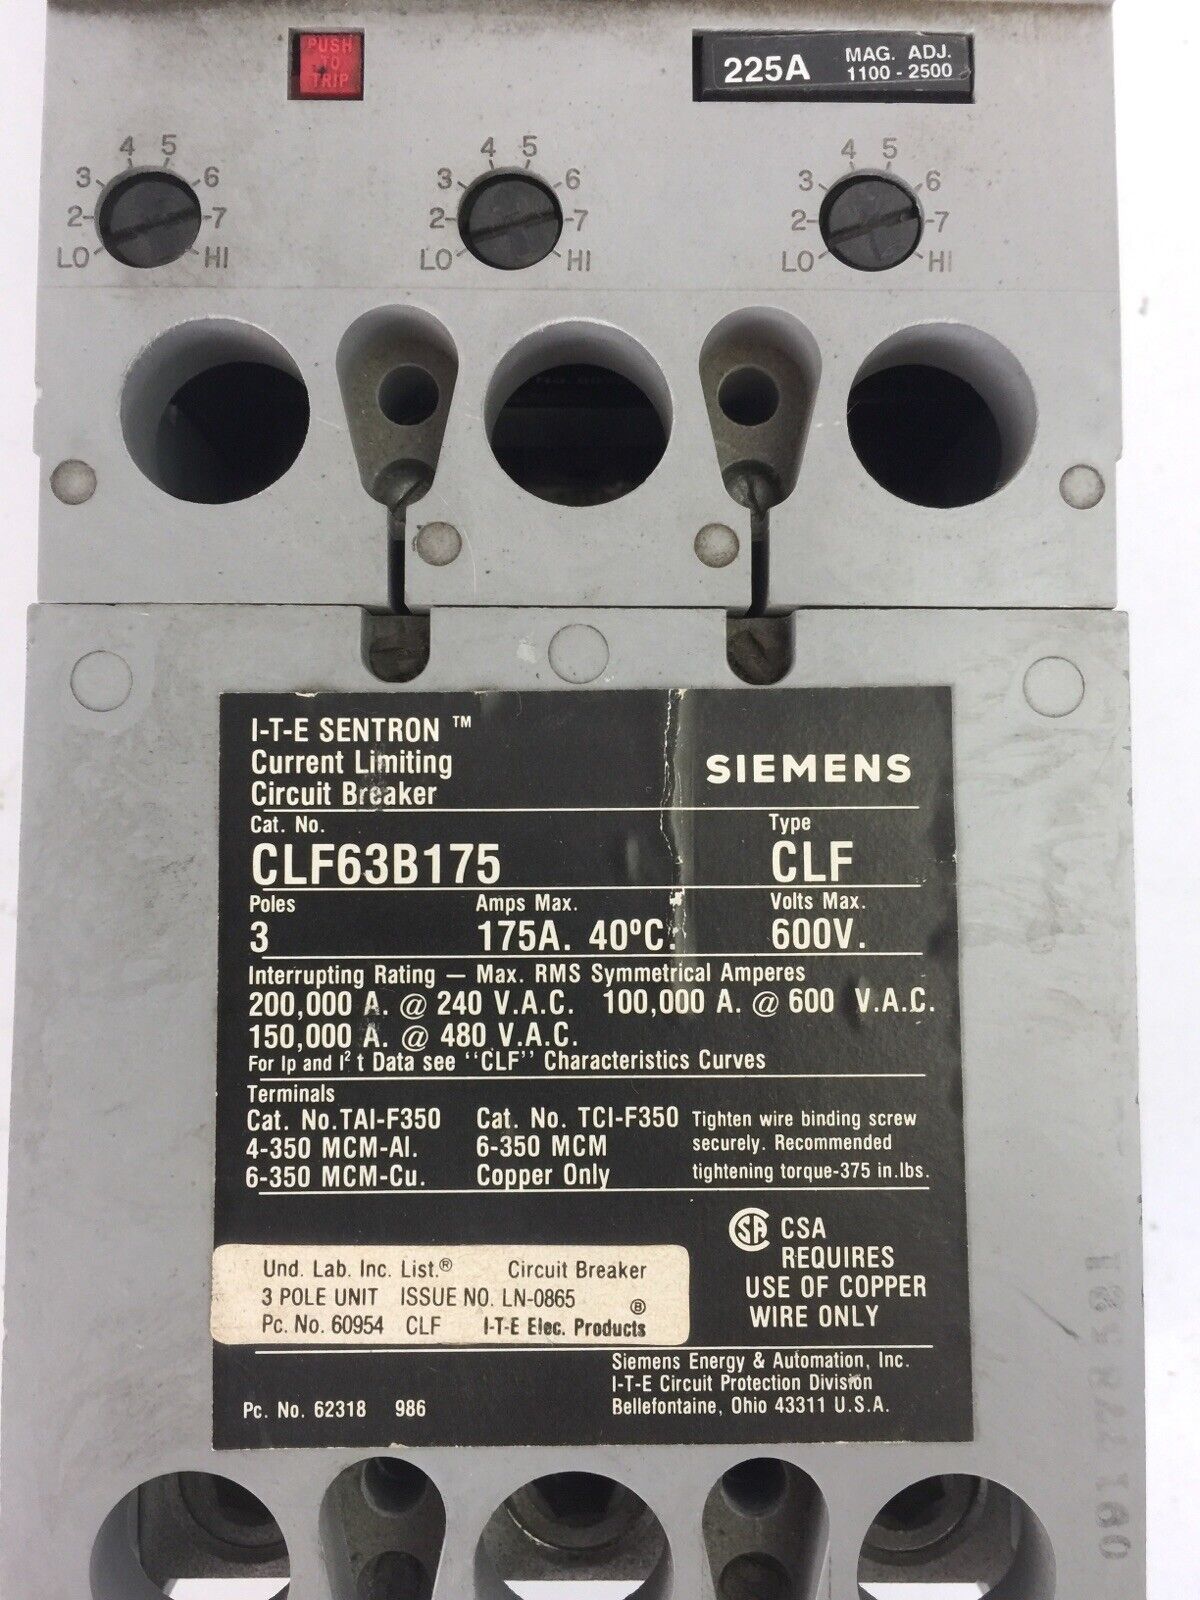 PUSH
TO
TRIP
225A MAG. ADJ.
1100 - 2500
LO 2 3 4 5 6 7 HI
LO 2 3 4 5 6 7 HI
LO 2 3 4 5 6 7 HI
I-T-E SENTRON ™
Current Limiting
Circuit Breaker
SIEMENS
Cat. No. Type
CLF63B175 CLF
Poles Amps Max. Volts Max.
3 175A. 40ºC. 600V.
Interrupting Rating — Max. RMS Symmetrical Amperes
200,000 A. @ 240 V.A.C. 100,000 A. @ 600 V.A.C.
150,000 A. @ 480 V.A.C.
For Ip and I² t Data see "CLF" Characteristics Curves
Terminals
Cat. No.TAI-F350 Cat. No. TCI-F350 Tighten wire binding screw
4-350 MCM-Al. 6-350 MCM securely. Recommended
6-350 MCM-Cu. Copper Only tightening torque-375 in.lbs.
CSA
REQUIRES
USE OF COPPER
WIRE ONLY
Und. Lab. Inc. List.® Circuit Breaker
3 POLE UNIT ISSUE NO. LN-0865
Pc. No. 60954 CLF I-T-E Elec. Products ®
Siemens Energy & Automation, Inc.
I-T-E Circuit Protection Division
Pc. No. 62318 986 Bellefontaine, Ohio 43311 U.S.A.